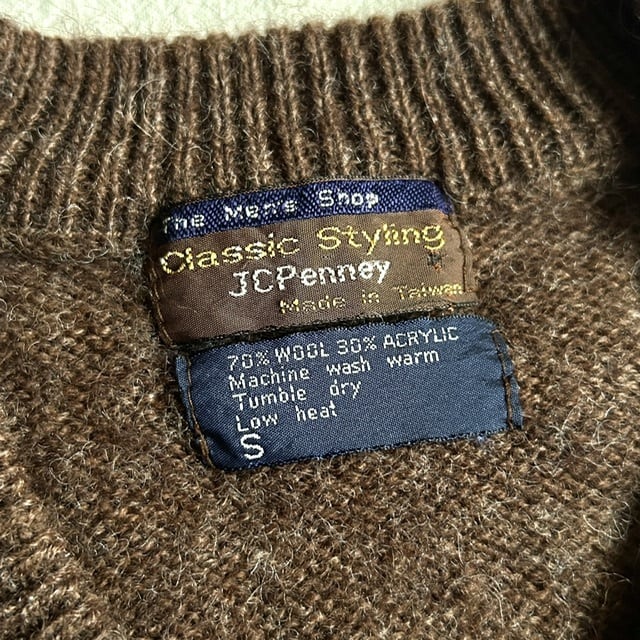 The Men's Shop
Classic Styling
JCPenney
Made in Taiwan
70% WOOL 30% ACRYLIC
Machine wash warm
Tumble dry
Low heat
S